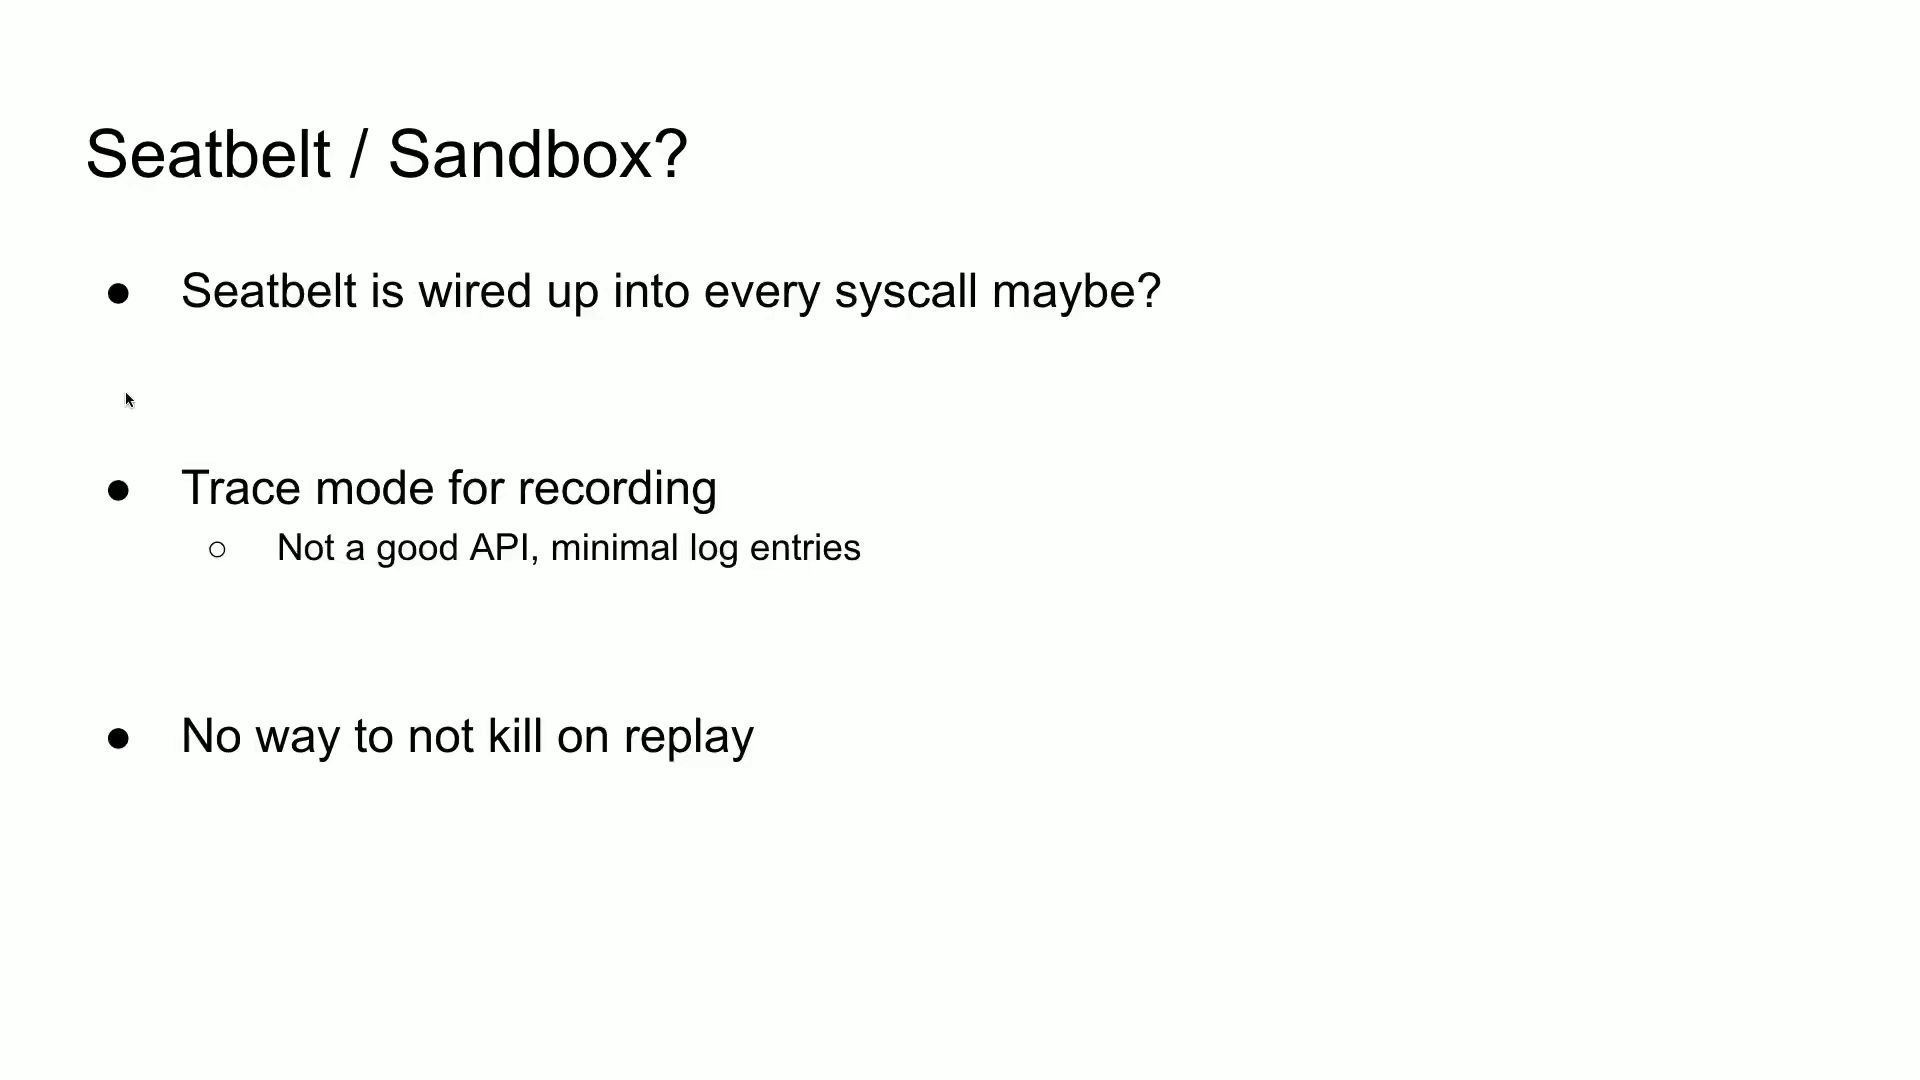 Seatbelt / Sandbox?
● Seatbelt is wired up into every syscall maybe?
● Trace mode for recording
○ Not a good API, minimal log entries
● No way to not kill on replay